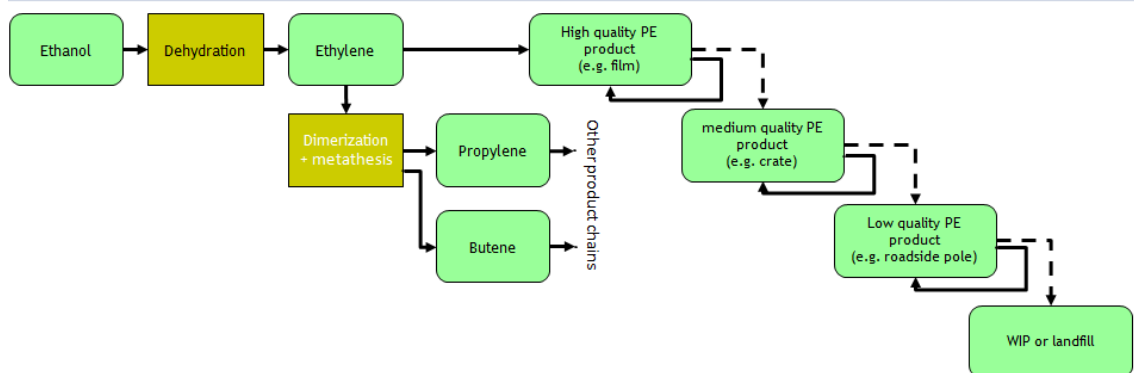 Ethanol
Dehydration
Ethylene
High quality PE
product
(e.g. film)
Dimerization
+ metathesis
Propylene
Butene
Other product chains
medium quality PE
product
(e.g. crate)
Low quality PE
product
(e.g. roadside pole)
WIP or landfill